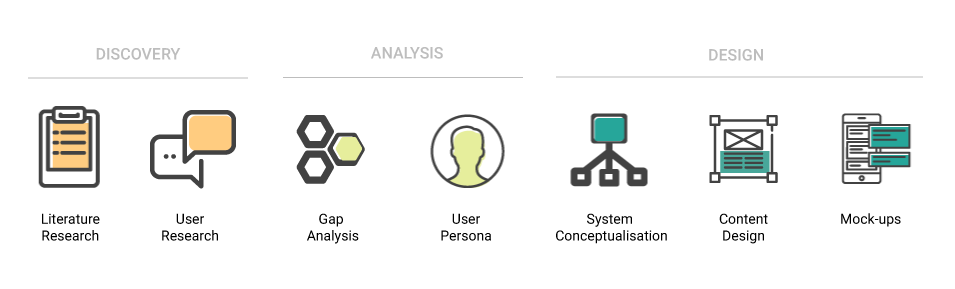 DISCOVERY
ANALYSIS
DESIGN
Literature
Research
User
Research
Gap
Analysis
User
Persona
System
Conceptualisation
Content
Design
Mock-ups